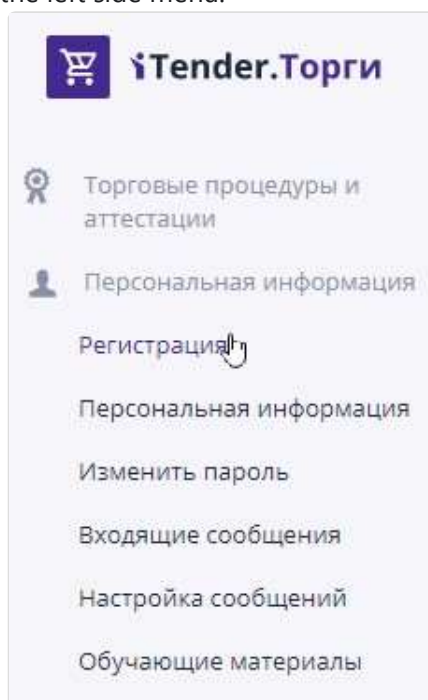 the left side menu.
iTender.Торги
Торговые процедуры и
аттестации
Персональная информация
Регистрация
Персональная информация
Изменить пароль
Входящие сообщения
Настройка сообщений
Обучающие материалы